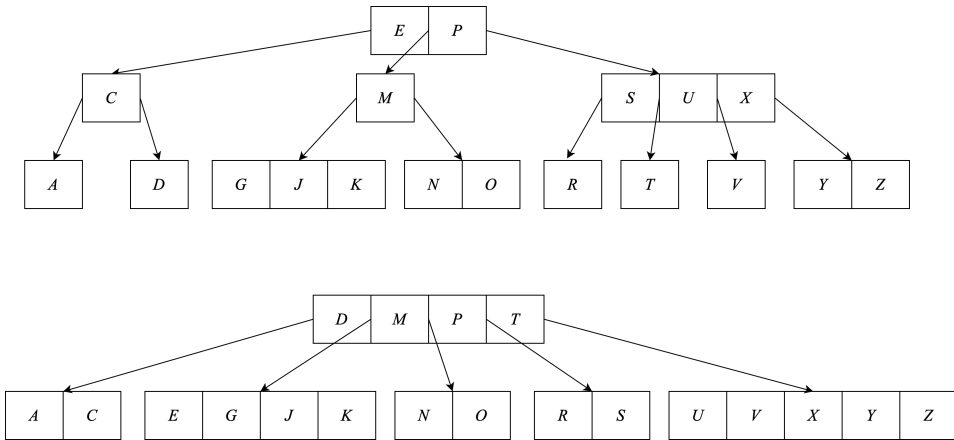 E P
C M S U X
A D G J K N O R T V Y Z
D M P T
A C E G J K N O R S U V X Y Z